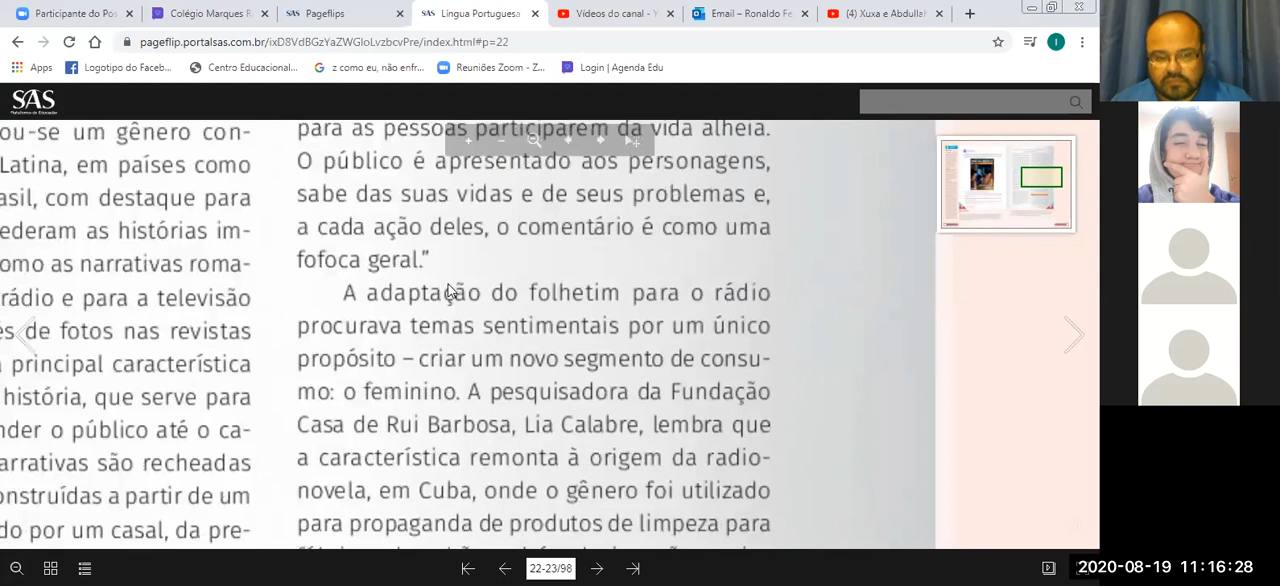 Participante do Pos
Colégio Marques R
Pageflips
Língua Portuguesa
Vídeos do canal - Y
Email – Ronaldo Fe
(4) Xuxa e Abdulla
pageflip.portalsas.com.br/ixD8VdBGzYaZWGIoLvzbcvPre/index.html#p=22
Apps
Logotipo do Faceb...
Centro Educacional...
z como eu, não enfr...
Reuniões Zoom - Z...
Login | Agenda Edu
SAS
Plataforma de Educação
ou-se um gênero con-
Latina, em países como
asil, com destaque para
ederam as histórias im-
omo as narrativas roma-
rádio e para a televisão
és de fotos nas revistas
a principal característica
história, que serve para
nder o público até o ca-
arrativas são recheadas
onstruídas a partir de um
do por um casal, da pre-
para as pessoas participarem da vida alheia.
O público é apresentado aos personagens,
sabe das suas vidas e de seus problemas e,
a cada ação deles, o comentário é como uma
fofoca geral.”
A adaptação do folhetim para o rádio
procurava temas sentimentais por um único
propósito – criar um novo segmento de consu-
mo: o feminino. A pesquisadora da Fundação
Casa de Rui Barbosa, Lia Calabre, lembra que
a característica remonta à origem da radio-
novela, em Cuba, onde o gênero foi utilizado
para propaganda de produtos de limpeza para
22-23/98
2020-08-19 11:16:28